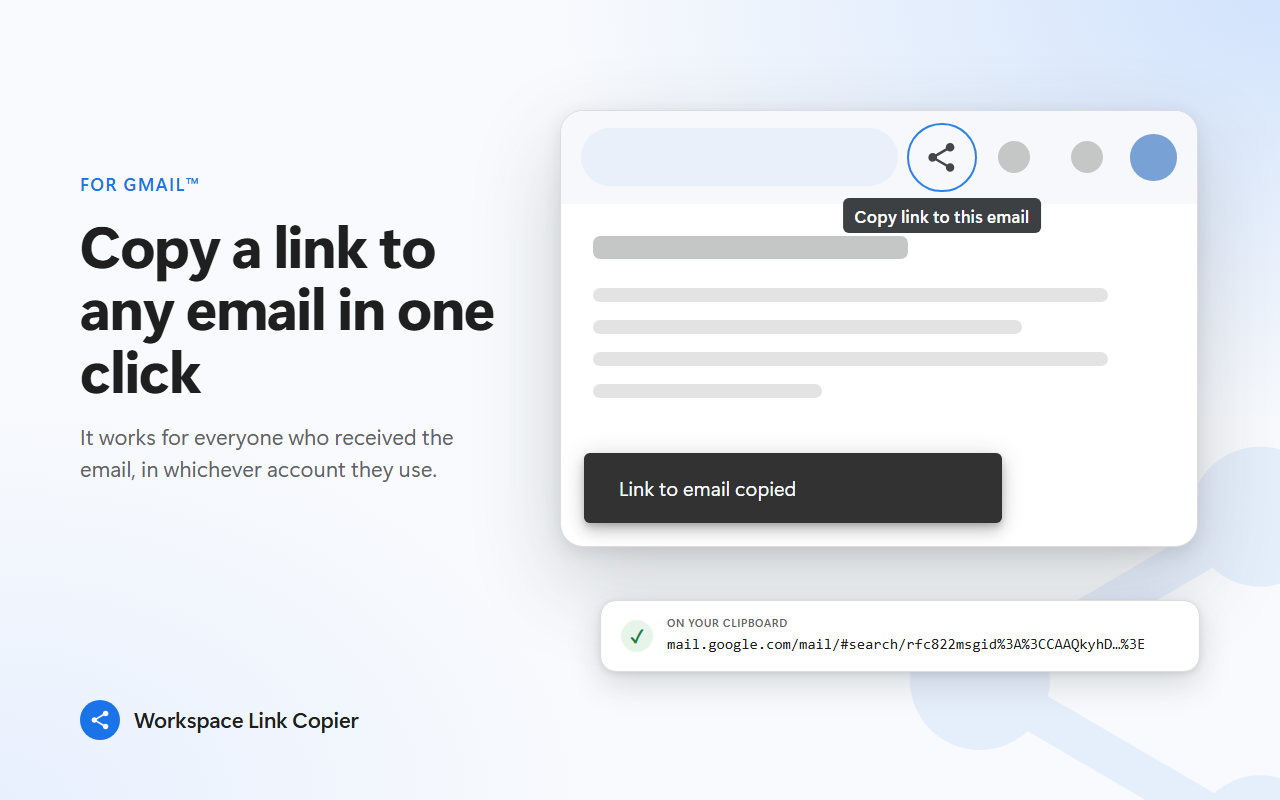 FOR GMAIL™
Copy a link to
any email in one
click
It works for everyone who received the
email, in whichever account they use.
Workspace Link Copier
Copy link to this email
Link to email copied
ON YOUR CLIPBOARD
mail.google.com/mail/#search/rfc822msgid%3A%3CCAAQkyhD…%3E